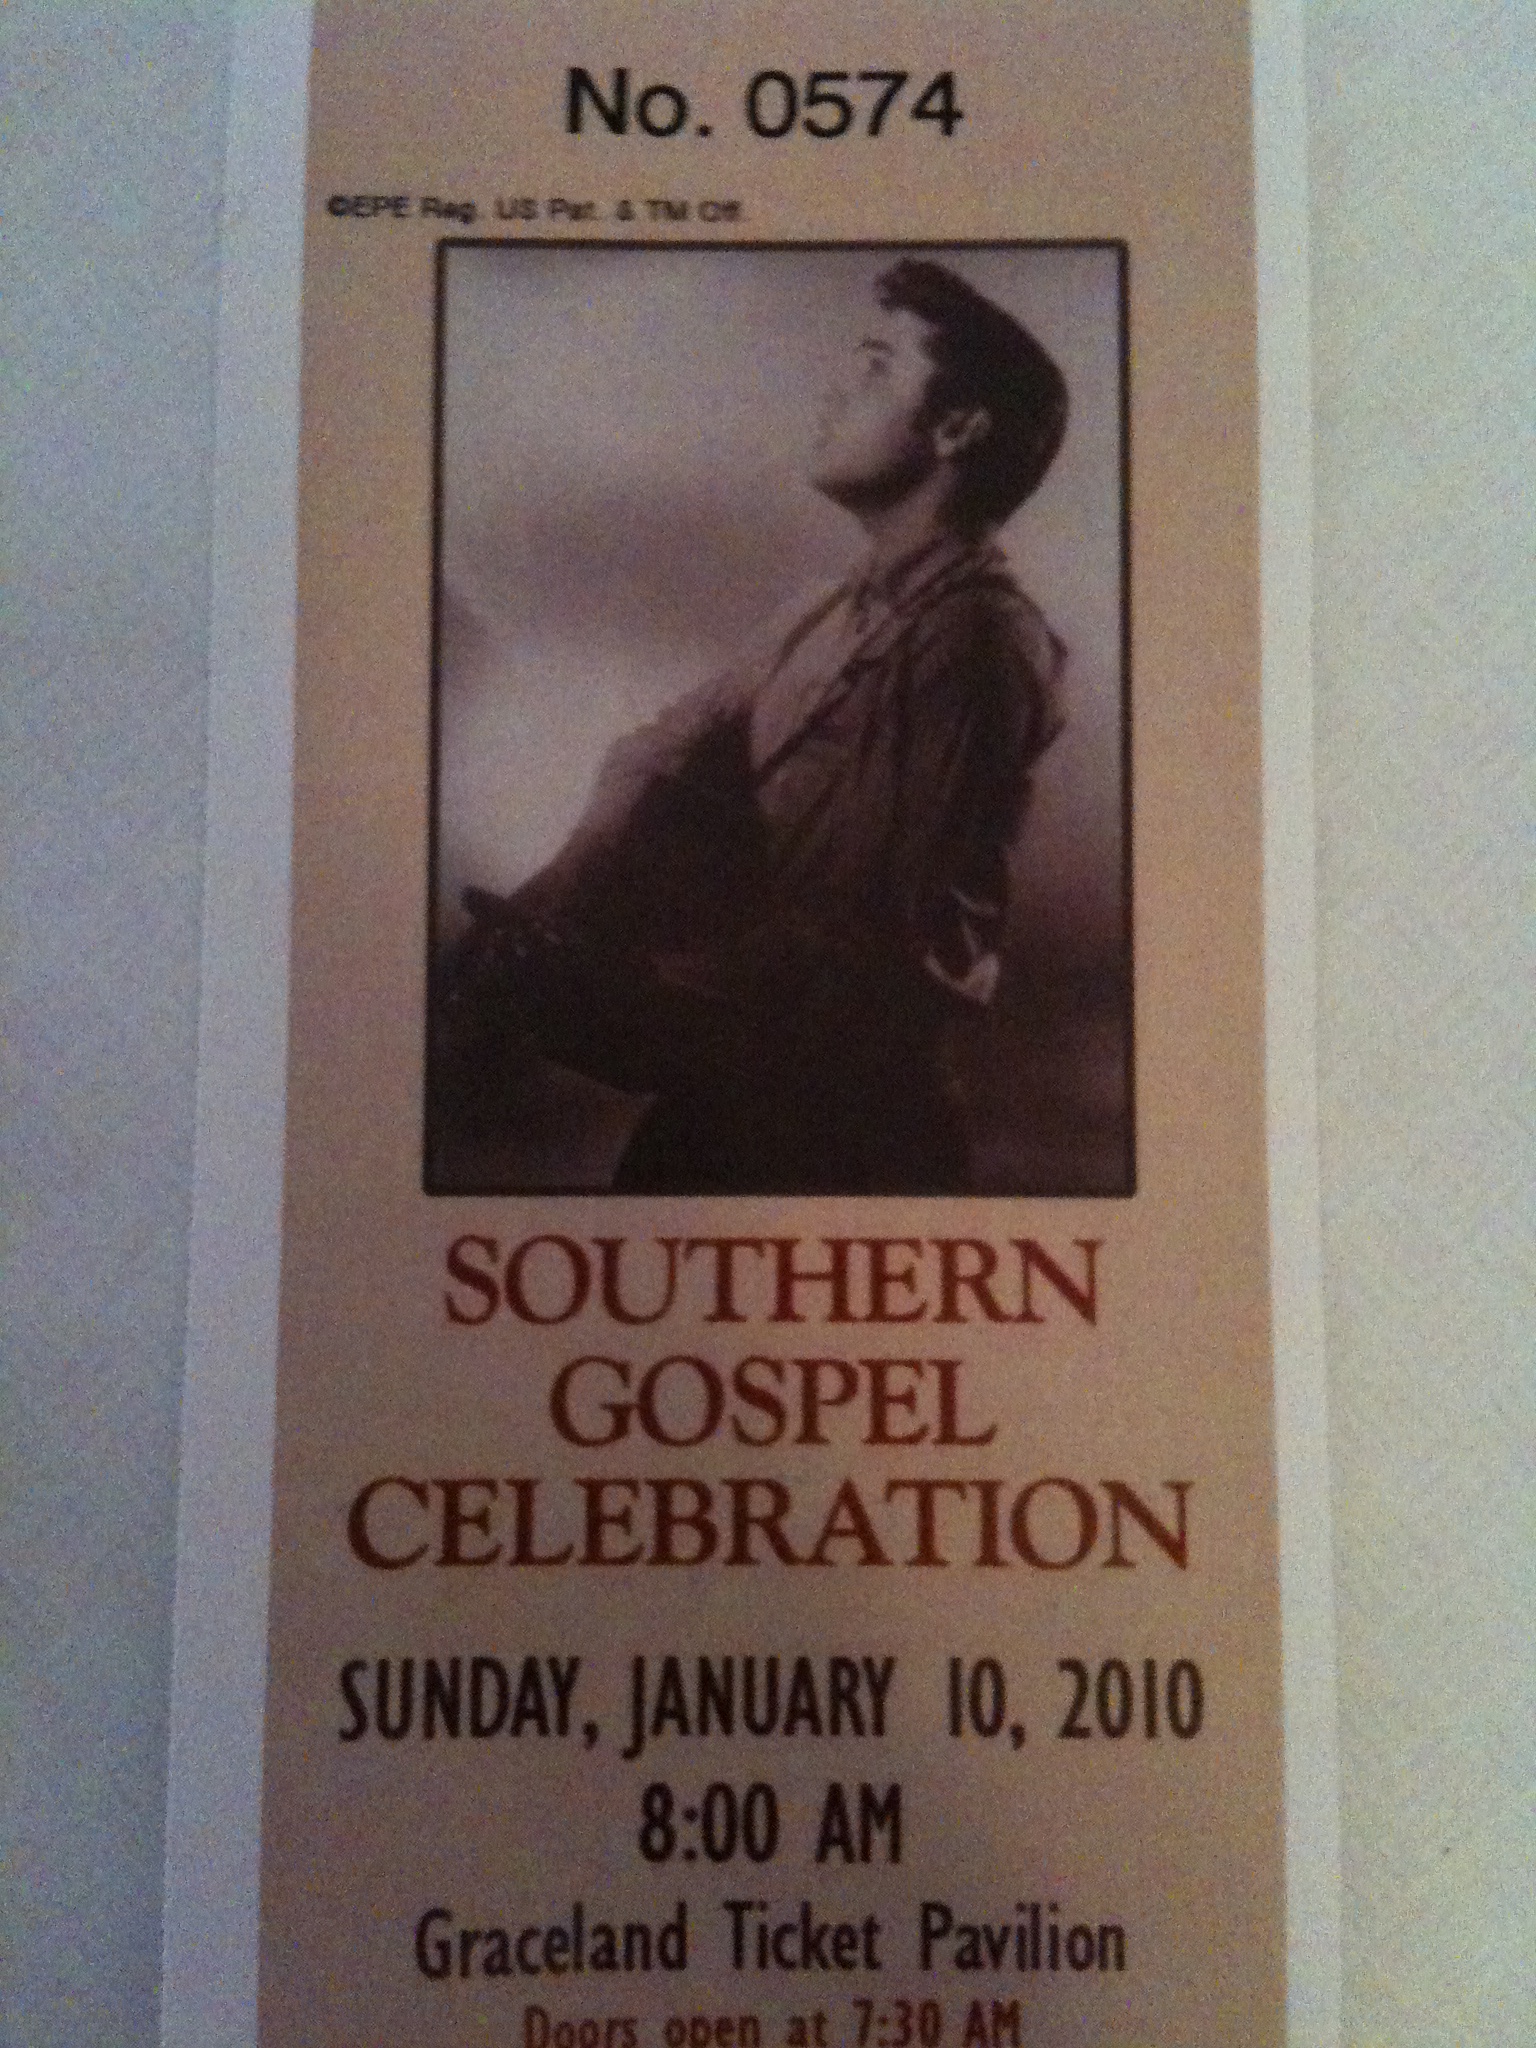 No. 0574
©EPE Reg. US Pat. & TM Off.
SOUTHERN
GOSPEL
CELEBRATION
SUNDAY, JANUARY 10, 2010
8:00 AM
Graceland Ticket Pavilion
Doors open at 7:30 AM